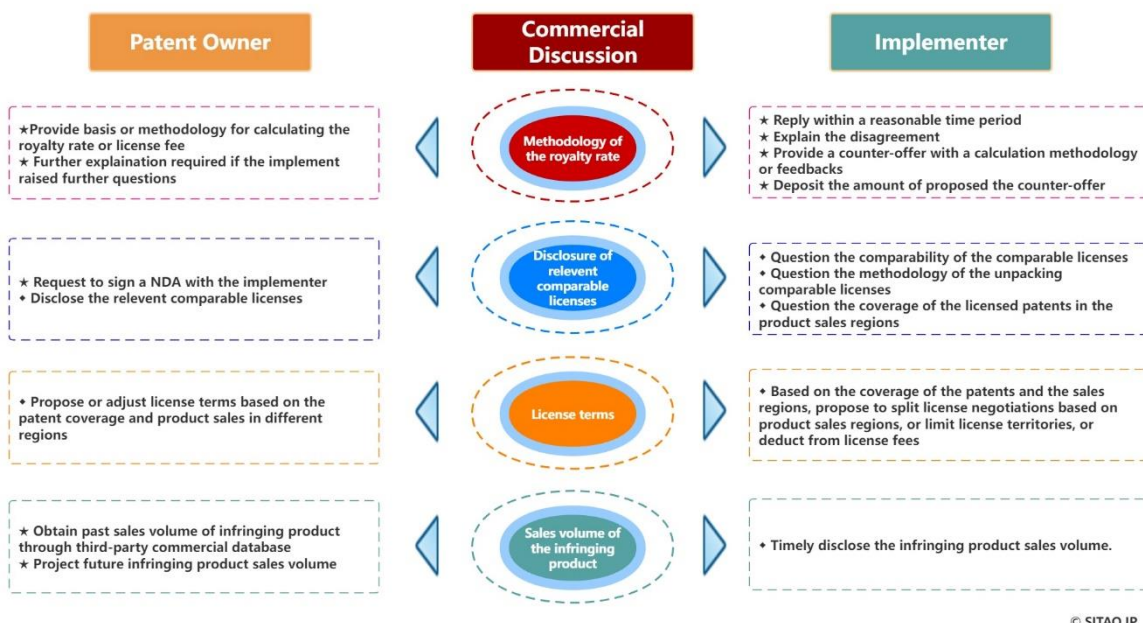 Patent Owner
Commercial
Discussion
Implementer
★Provide basis or methodology for calculating the
royalty rate or license fee
★ Further explaination required if the implement
raised further questions
Methodology of
the royalty rate
★ Reply within a reasonable time period
★ Explain the disagreement
★ Provide a counter-offer with a calculation methodology
or feedbacks
★ Deposit the amount of proposed the counter-offer
★ Request to sign a NDA with the implementer
◆ Disclose the relevent comparable licenses
Disclosure of
relevent
comparable
licenses
◆ Question the comparability of the comparable licenses
◆ Question the methodology of the unpacking
comparable licenses
◆ Question the coverage of the licensed patents in the
product sales regions
◆ Propose or adjust license terms based on the
patent coverage and product sales in different
regions
License terms
◆ Based on the coverage of the patents and the sales
regions, propose to split license negotiations based on
product sales regions, or limit license territories, or
deduct from license fees
★ Obtain past sales volume of infringing product
through third-party commercial database
★ Project future infringing product sales volume
Sales volume of
the infringing
product
◆ Timely disclose the infringing product sales volume.
© SITAO IP